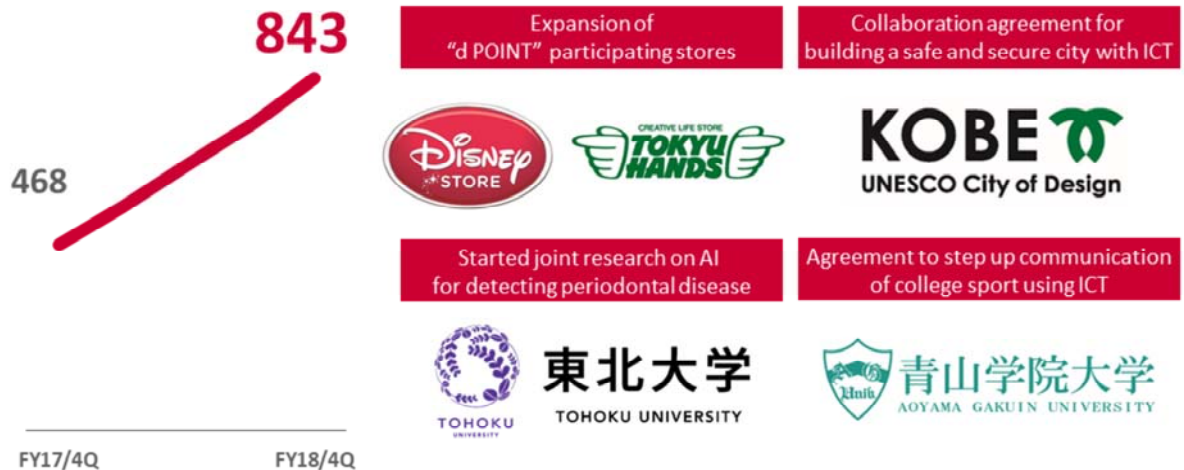 843
468
FY17/4Q
FY18/4Q
Expansion of
“d POINT” participating stores
Disney
STORE
CREATIVE LIFE STORE
TOKYU
HANDS
Collaboration agreement for
building a safe and secure city with ICT
KOBE
UNESCO City of Design
Started joint research on AI
for detecting periodontal disease
TOHOKU
UNIVERSITY
東北大学
TOHOKU UNIVERSITY
Agreement to step up communication
of college sport using ICT
青山学院大学
AOYAMA GAKUIN UNIVERSITY